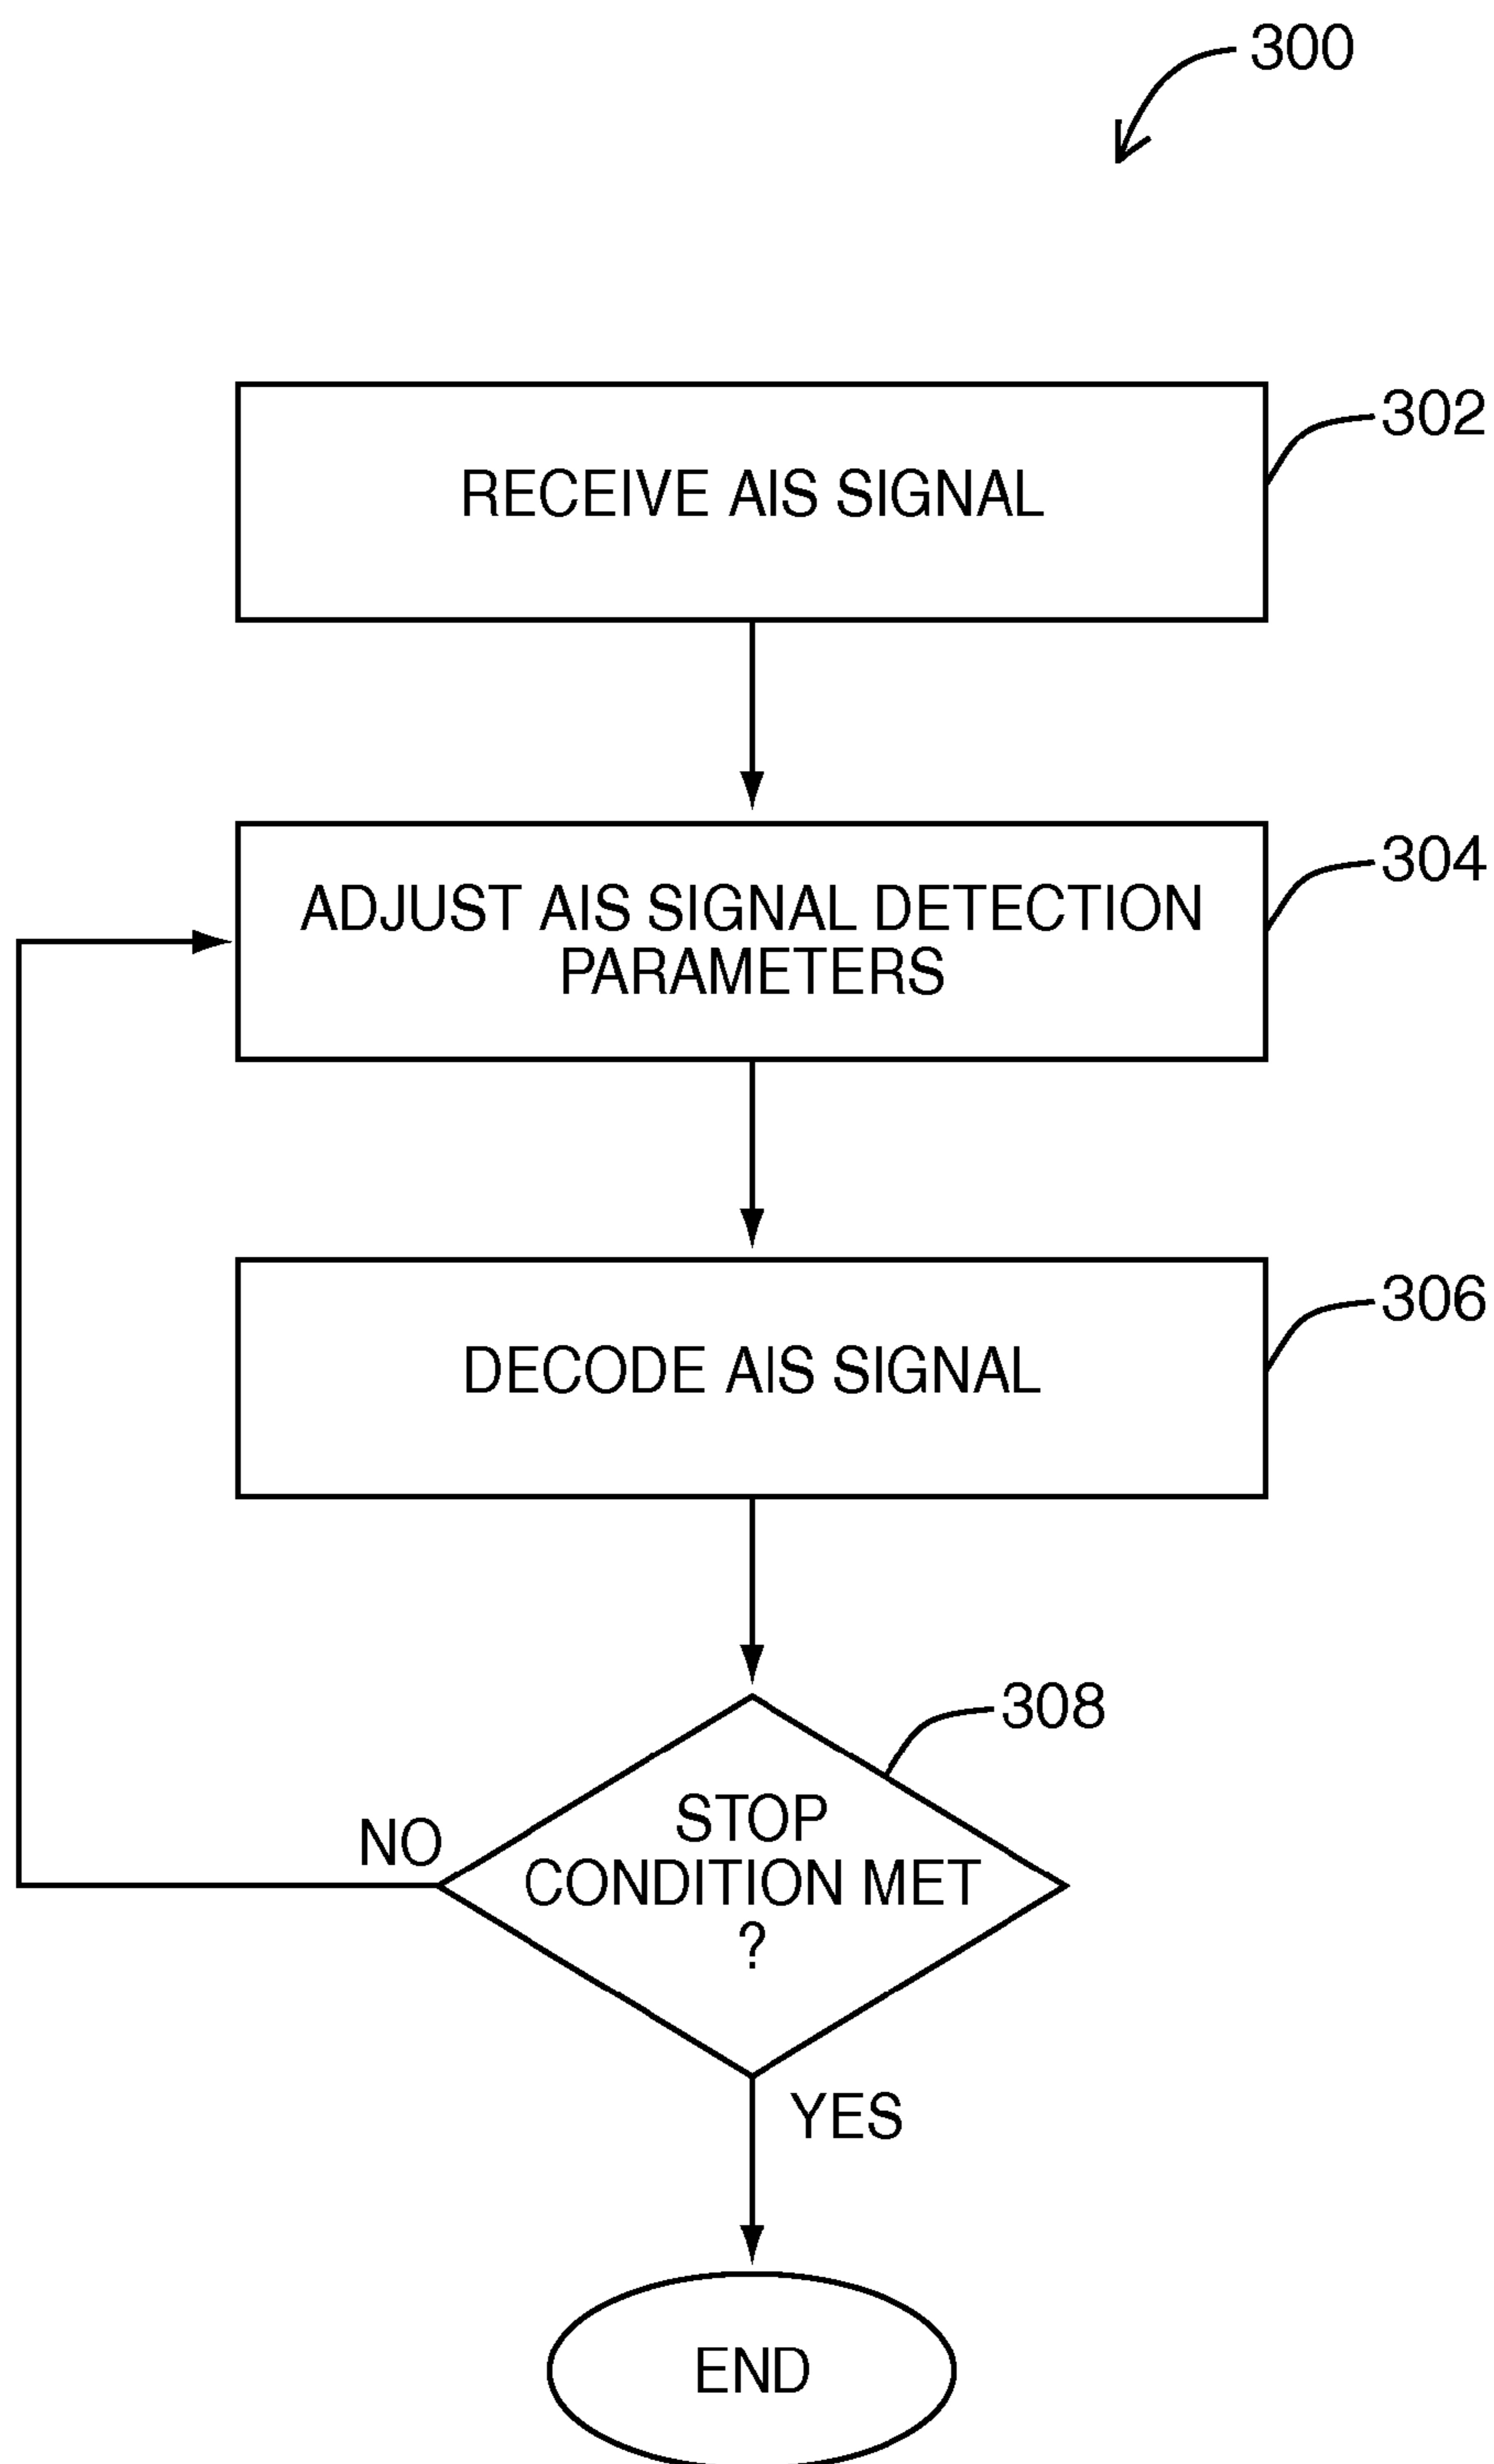 300
302
RECEIVE AIS SIGNAL
304
ADJUST AIS SIGNAL DETECTION
PARAMETERS
306
DECODE AIS SIGNAL
308
STOP
CONDITION MET
?
NO
YES
END